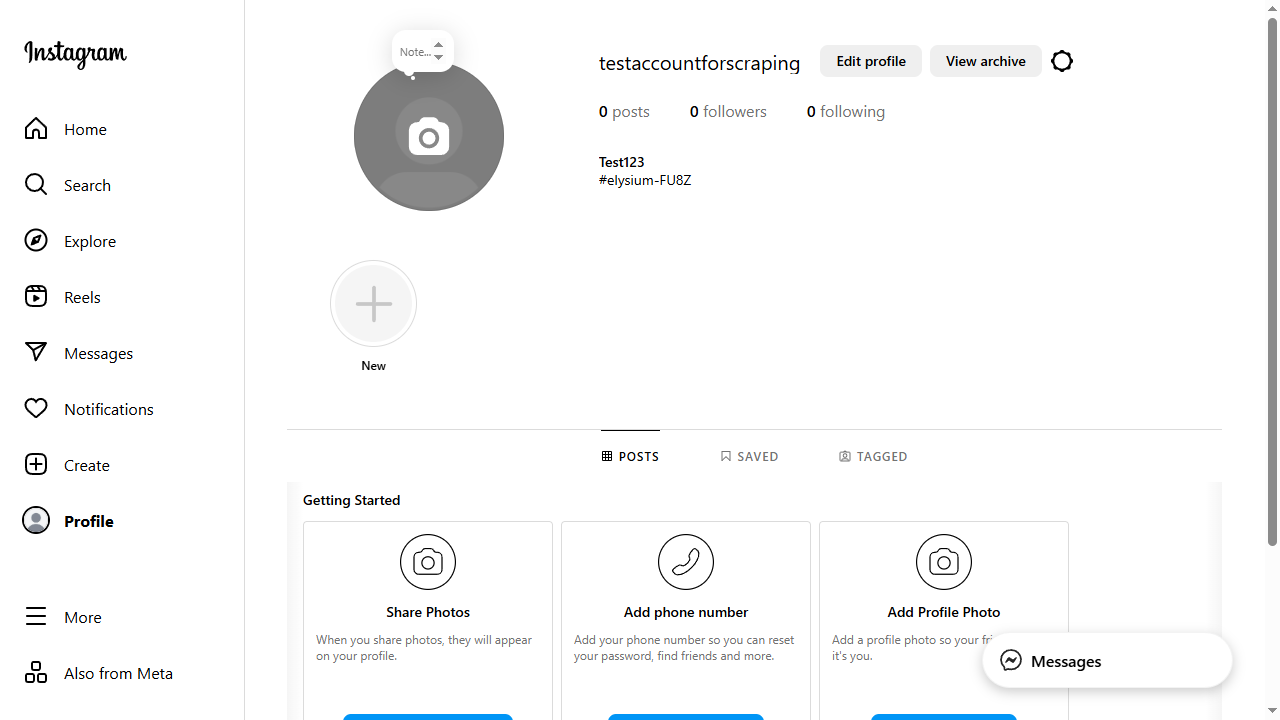 Instagram
Home
Search
Explore
Reels
Messages
Notifications
Create
Profile
More
Also from Meta
Note...
testaccountforscraping
Edit profile
View archive
0 posts
0 followers
0 following
Test123
#elysium-FU8Z
New
POSTS
SAVED
TAGGED
Getting Started
Share Photos
When you share photos, they will appear
on your profile.
Add phone number
Add your phone number so you can reset
your password, find friends and more.
Add Profile Photo
Add a profile photo so your
it's you.
Messages